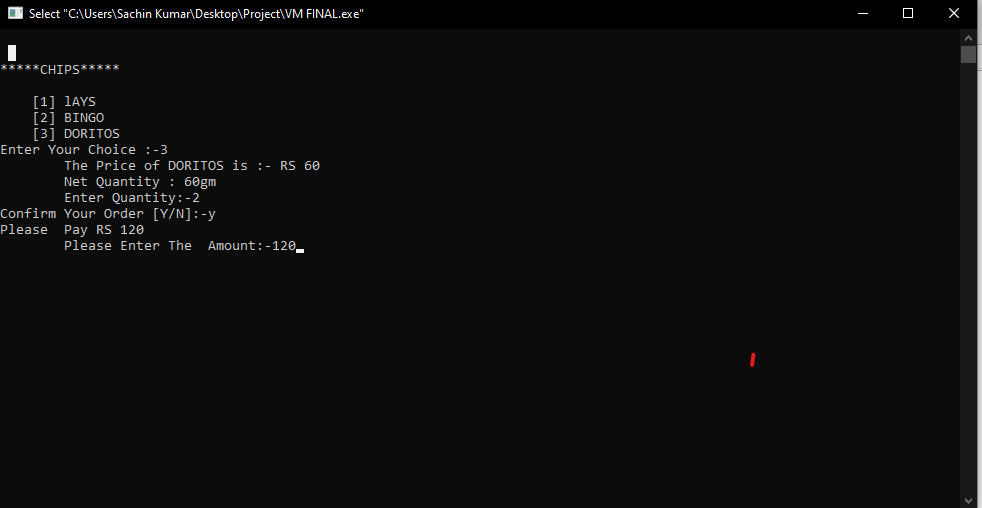 Select "C:\Users\Sachin Kumar\Desktop\Project\VM FINAL.exe"
*****CHIPS*****
[1] lAYS
[2] BINGO
[3] DORITOS
Enter Your Choice :-3
The Price of DORITOS is :- RS 60
Net Quantity : 60gm
Enter Quantity:-2
Confirm Your Order [Y/N]:-y
Please  Pay RS 120
Please Enter The  Amount:-120